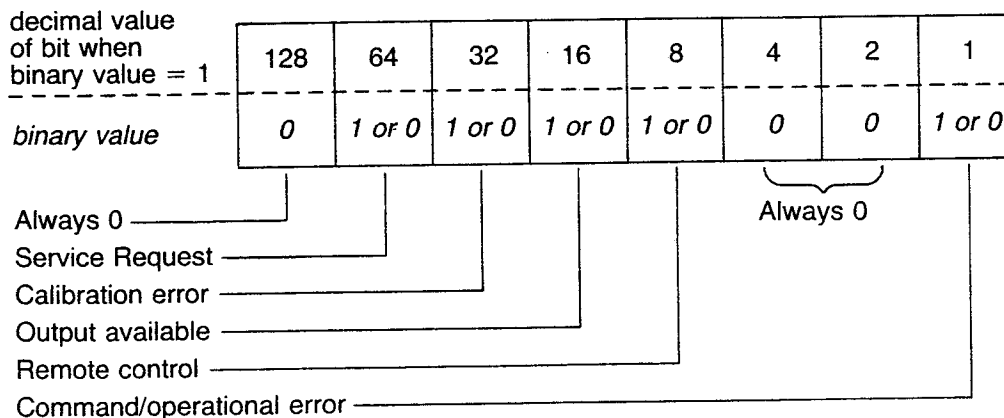 decimal value
of bit when
binary value = 1
128 64 32 16 8 4 2 1
binary value
0 1 or 0 1 or 0 1 or 0 1 or 0 0 0 1 or 0
Always 0
Always 0
Service Request
Calibration error
Output available
Remote control
Command/operational error